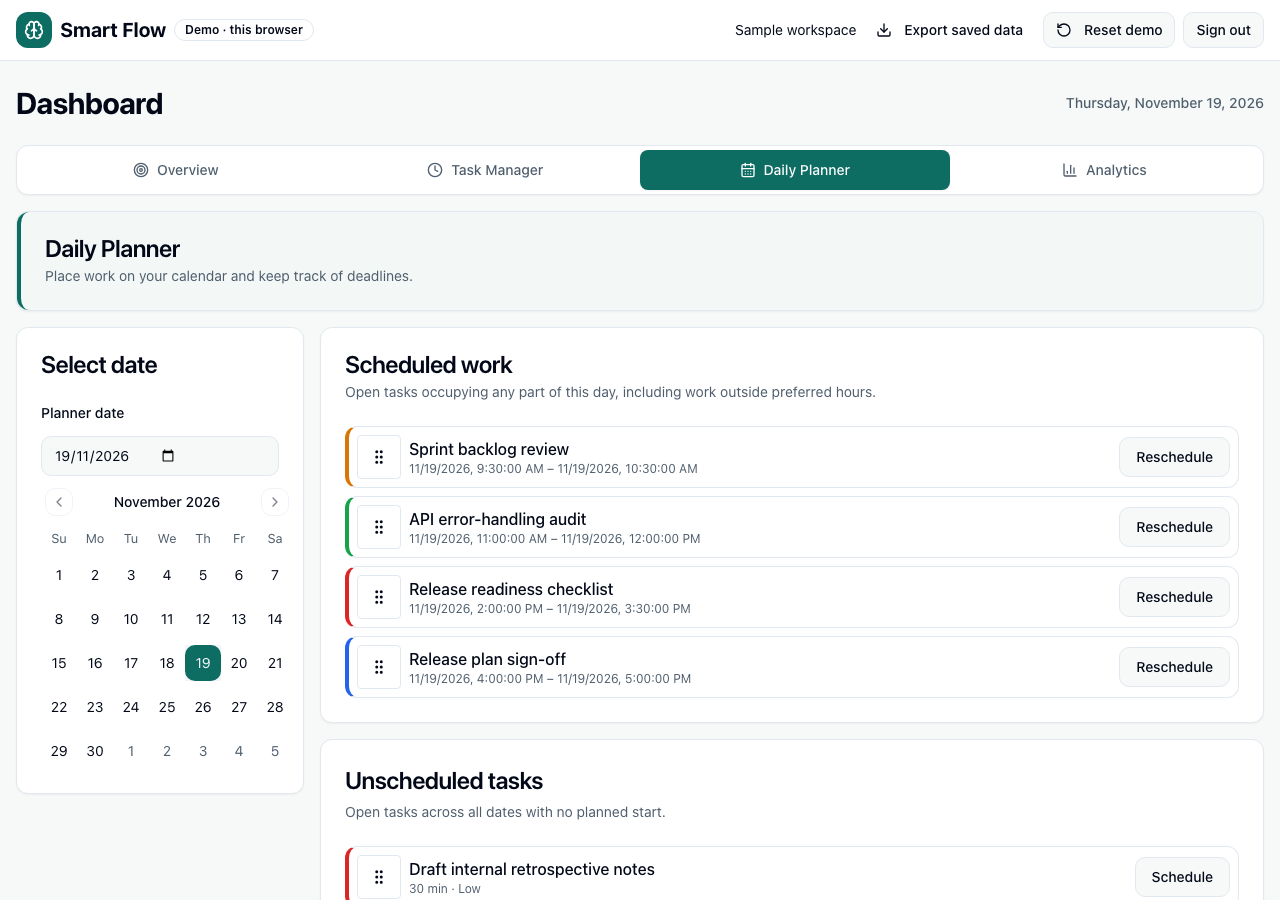 Smart Flow
Demo · this browser
Sample workspace
Export saved data
Reset demo
Sign out
Dashboard
Thursday, November 19, 2026
Overview
Task Manager
Daily Planner
Analytics
Daily Planner
Place work on your calendar and keep track of deadlines.
Select date
Planner date
19/11/2026
November 2026
Su Mo Tu We Th Fr Sa
1 2 3 4 5 6 7
8 9 10 11 12 13 14
15 16 17 18 19 20 21
22 23 24 25 26 27 28
29 30 1 2 3 4 5
Scheduled work
Open tasks occupying any part of this day, including work outside preferred hours.
Sprint backlog review
11/19/2026, 9:30:00 AM – 11/19/2026, 10:30:00 AM
Reschedule
API error-handling audit
11/19/2026, 11:00:00 AM – 11/19/2026, 12:00:00 PM
Reschedule
Release readiness checklist
11/19/2026, 2:00:00 PM – 11/19/2026, 3:30:00 PM
Reschedule
Release plan sign-off
11/19/2026, 4:00:00 PM – 11/19/2026, 5:00:00 PM
Reschedule
Unscheduled tasks
Open tasks across all dates with no planned start.
Draft internal retrospective notes
30 min · Low
Schedule